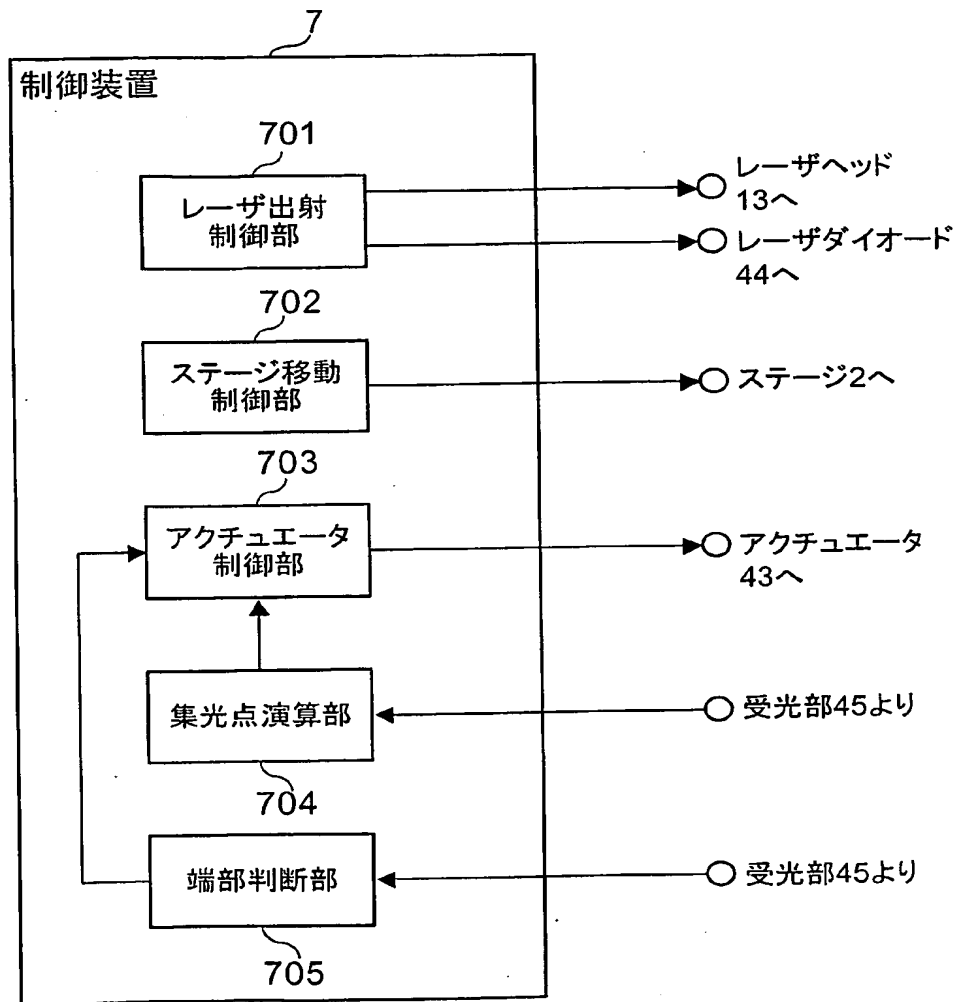 7
制御装置
701
レーザ出射
制御部
レーザヘッド
13へ
レーザダイオード
44へ
702
ステージ移動
制御部
ステージ2へ
703
アクチュエータ
制御部
アクチュエータ
43へ
集光点演算部
受光部45より
704
端部判断部
受光部45より
705